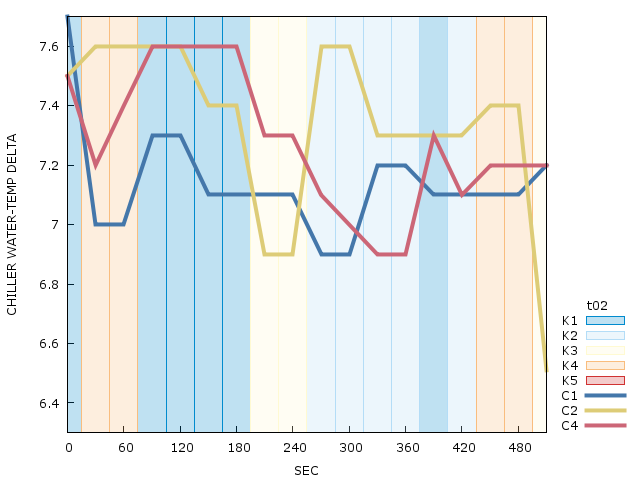 7.6
7.4
7.2
7
6.8
6.6
6.4
CHILLER WATER-TEMP DELTA
0 60 120 180 240 300 360 420 480
SEC
t02
K1
K2
K3
K4
K5
C1
C2
C4